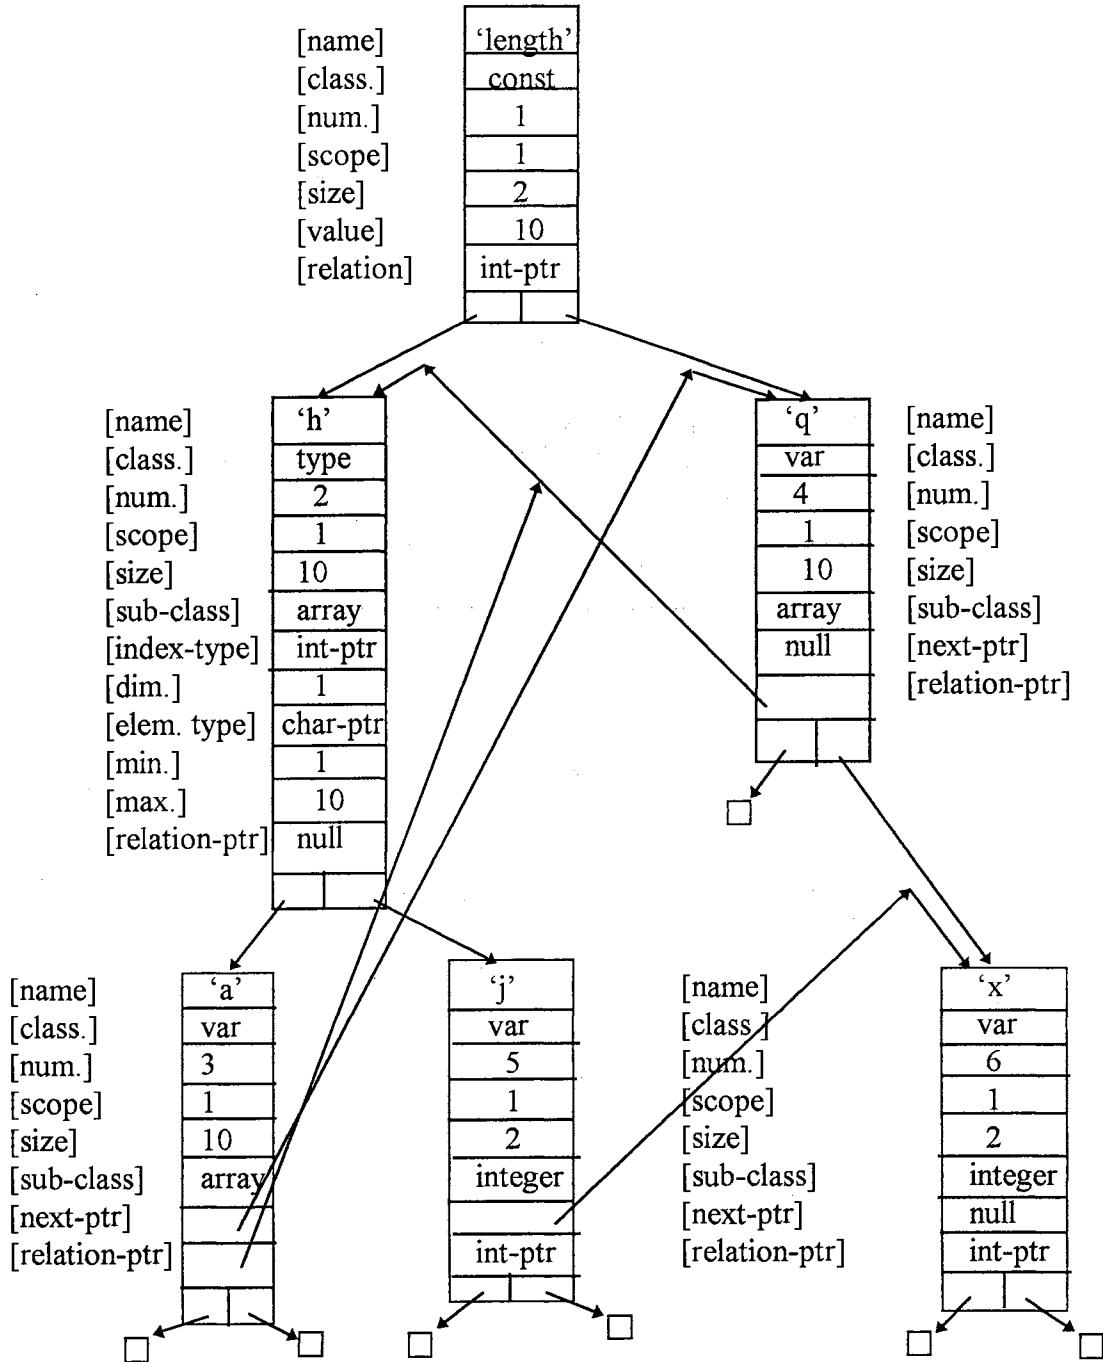 [name] ‘length’
[class.] const
[num.] 1
[scope] 1
[size] 2
[value] 10
[relation] int-ptr
[name] ‘h’
[class.] type
[num.] 2
[scope] 1
[size] 10
[sub-class] array
[index-type] int-ptr
[dim.] 1
[elem. type] char-ptr
[min.] 1
[max.] 10
[relation-ptr] null
‘q’ [name]
var [class.]
4 [num.]
1 [scope]
10 [size]
array [sub-class]
null [next-ptr]
[relation-ptr]
[name] ‘a’
[class.] var
[num.] 3
[scope] 1
[size] 10
[sub-class] array
[next-ptr]
[relation-ptr]
‘j’
var
5
1
2
integer
int-ptr
[name] ‘x’
[class ] var
[num.] 6
[scope] 1
[size] 2
[sub-class] integer
[next-ptr] null
[relation-ptr] int-ptr